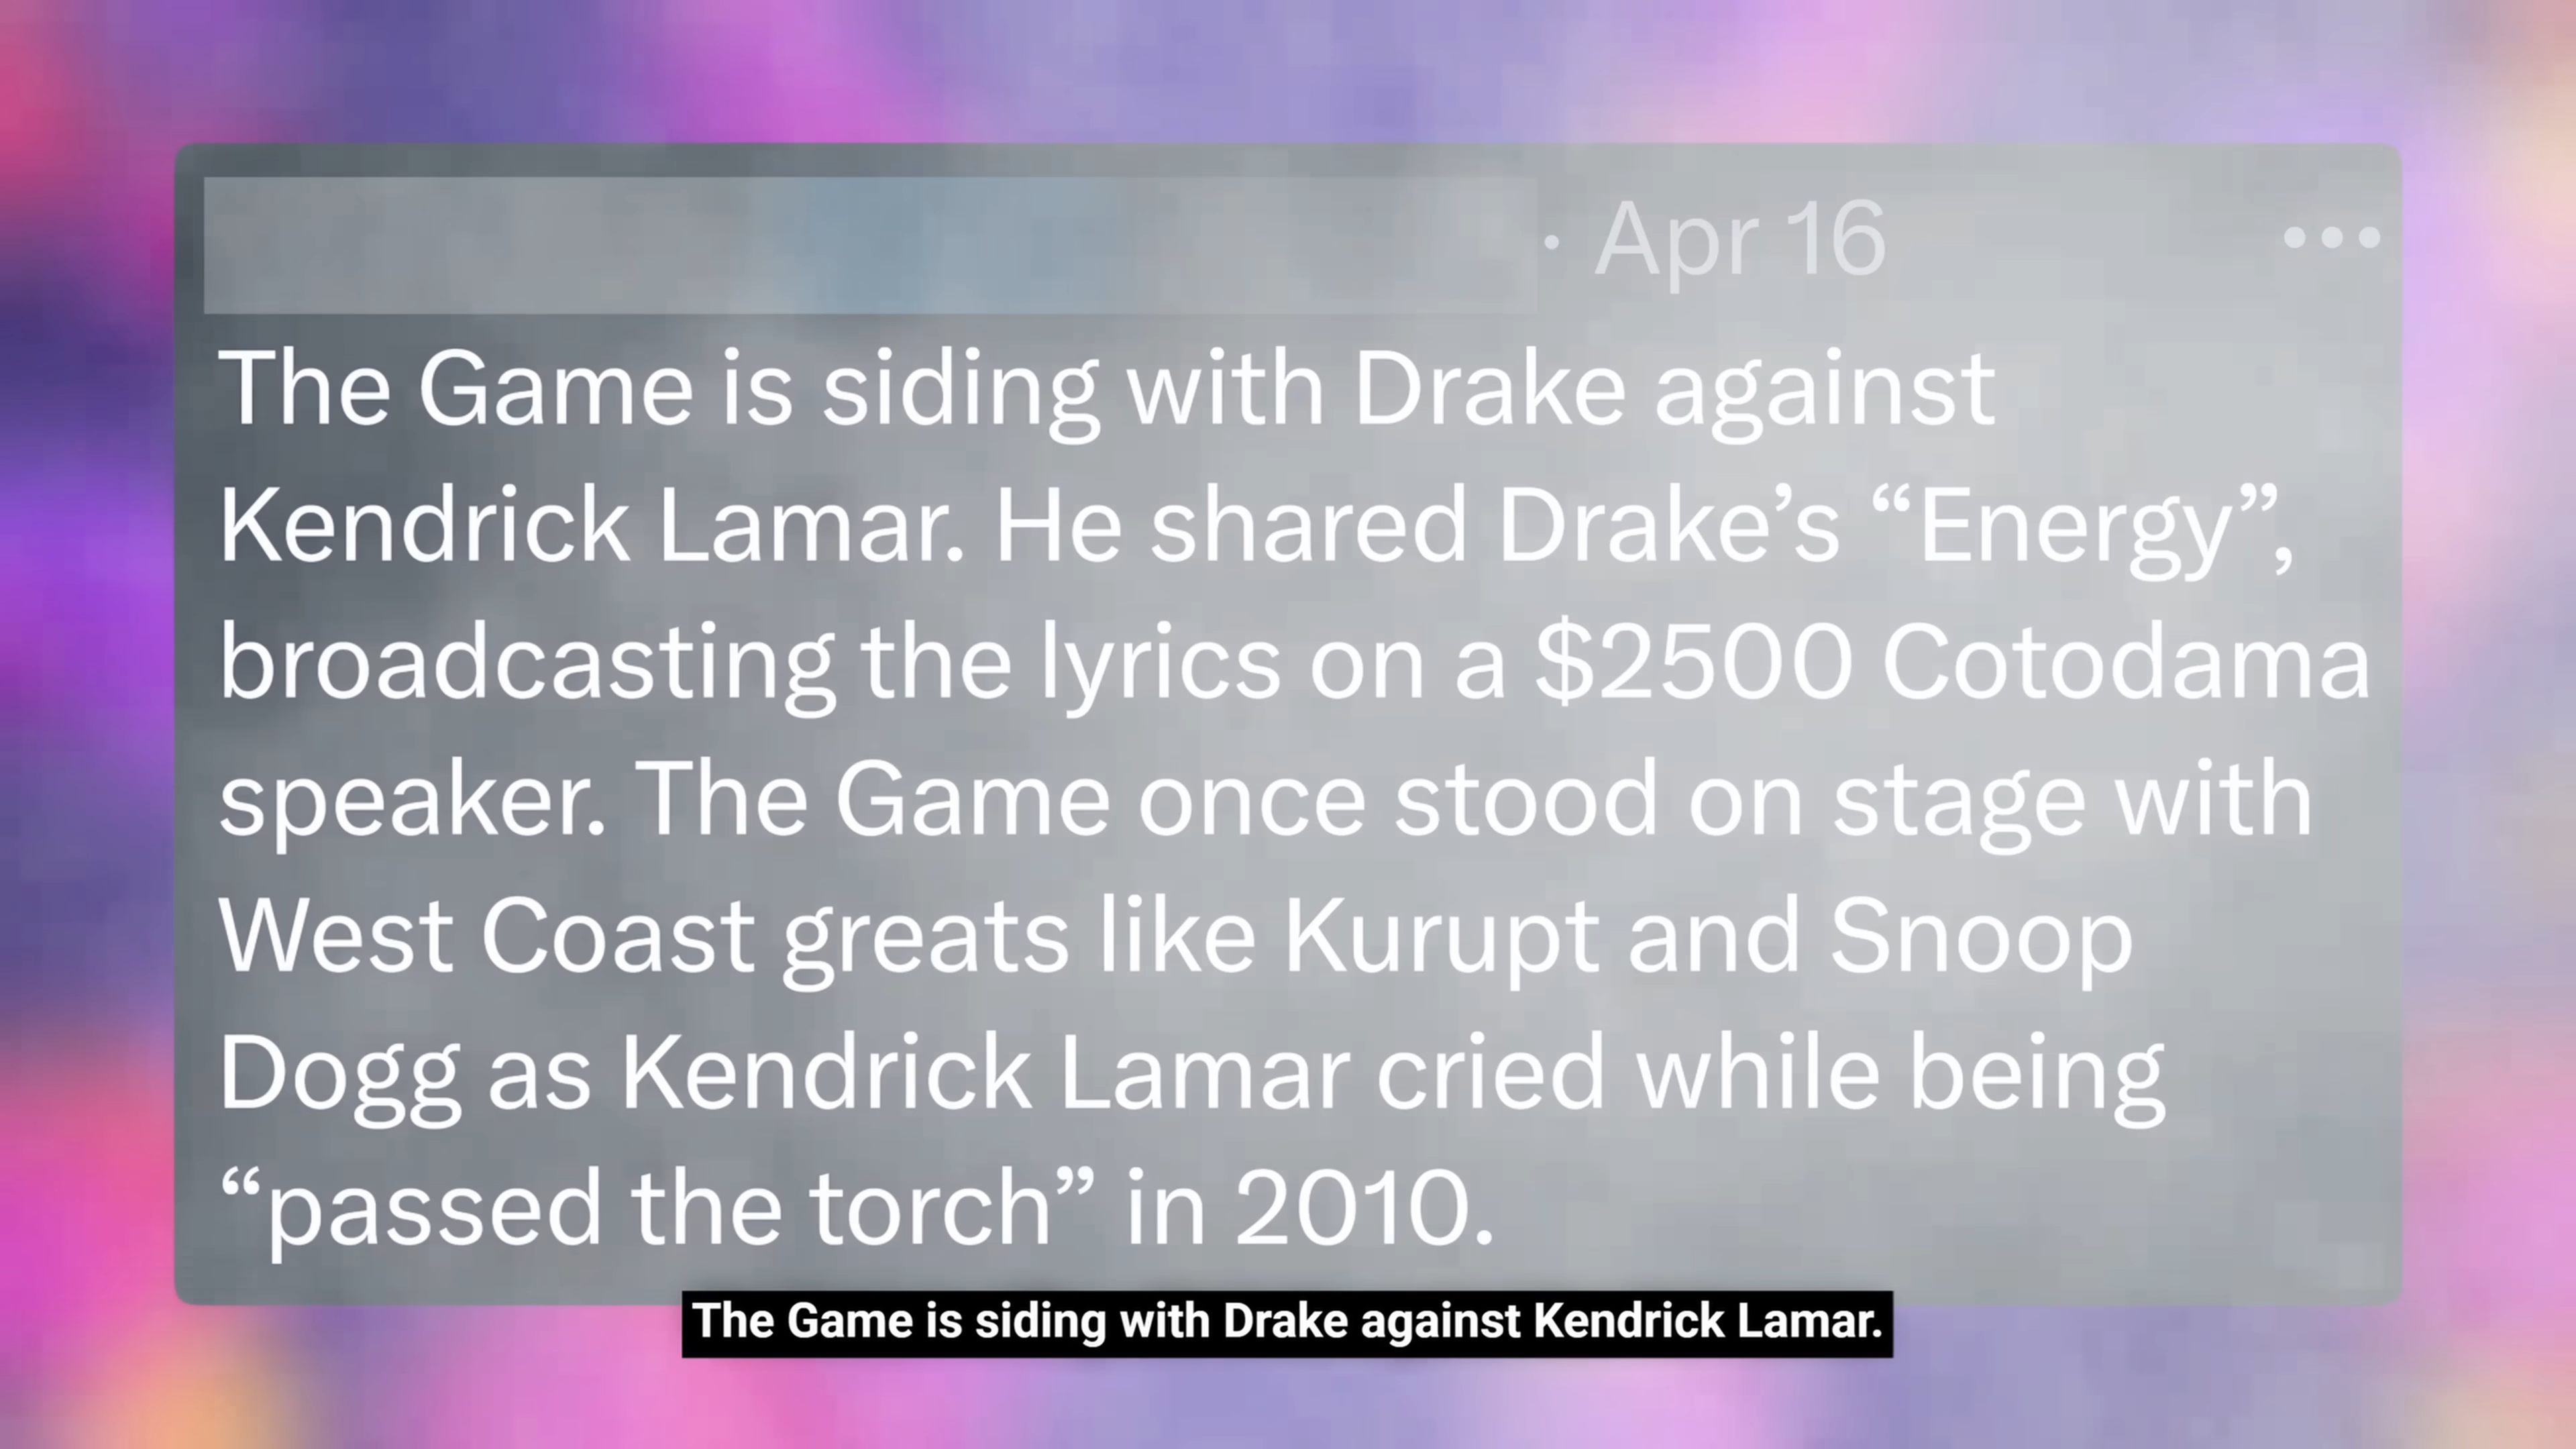 · Apr 16 •••
The Game is siding with Drake against
Kendrick Lamar. He shared Drake’s “Energy”,
broadcasting the lyrics on a $2500 Cotodama
speaker. The Game once stood on stage with
West Coast greats like Kurupt and Snoop
Dogg as Kendrick Lamar cried while being
“passed the torch” in 2010.
The Game is siding with Drake against Kendrick Lamar.